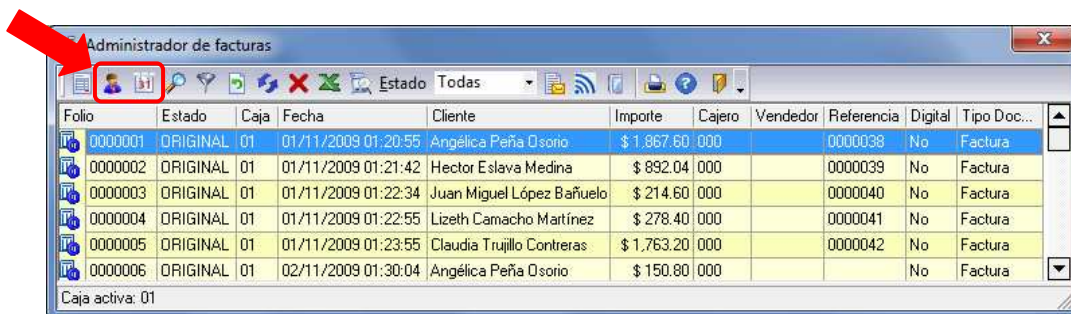 Administrador de facturas
31 Estado Todas
Folio Estado Caja Fecha Cliente Importe Cajero Vendedor Referencia Digital Tipo Doc...
0000001 ORIGINAL 01 01/11/2009 01:20:55 Angélica Peña Osorio $ 1,867.60 000 0000038 No Factura
0000002 ORIGINAL 01 01/11/2009 01:21:42 Hector Eslava Medina $ 892.04 000 0000039 No Factura
0000003 ORIGINAL 01 01/11/2009 01:22:34 Juan Miguel López Bañuelo $ 214.60 000 0000040 No Factura
0000004 ORIGINAL 01 01/11/2009 01:22:55 Lizeth Camacho Martínez $ 278.40 000 0000041 No Factura
0000005 ORIGINAL 01 01/11/2009 01:23:55 Claudia Trujillo Contreras $ 1,763.20 000 0000042 No Factura
0000006 ORIGINAL 01 02/11/2009 01:30:04 Angélica Peña Osorio $ 150.80 000 No Factura
Caja activa: 01